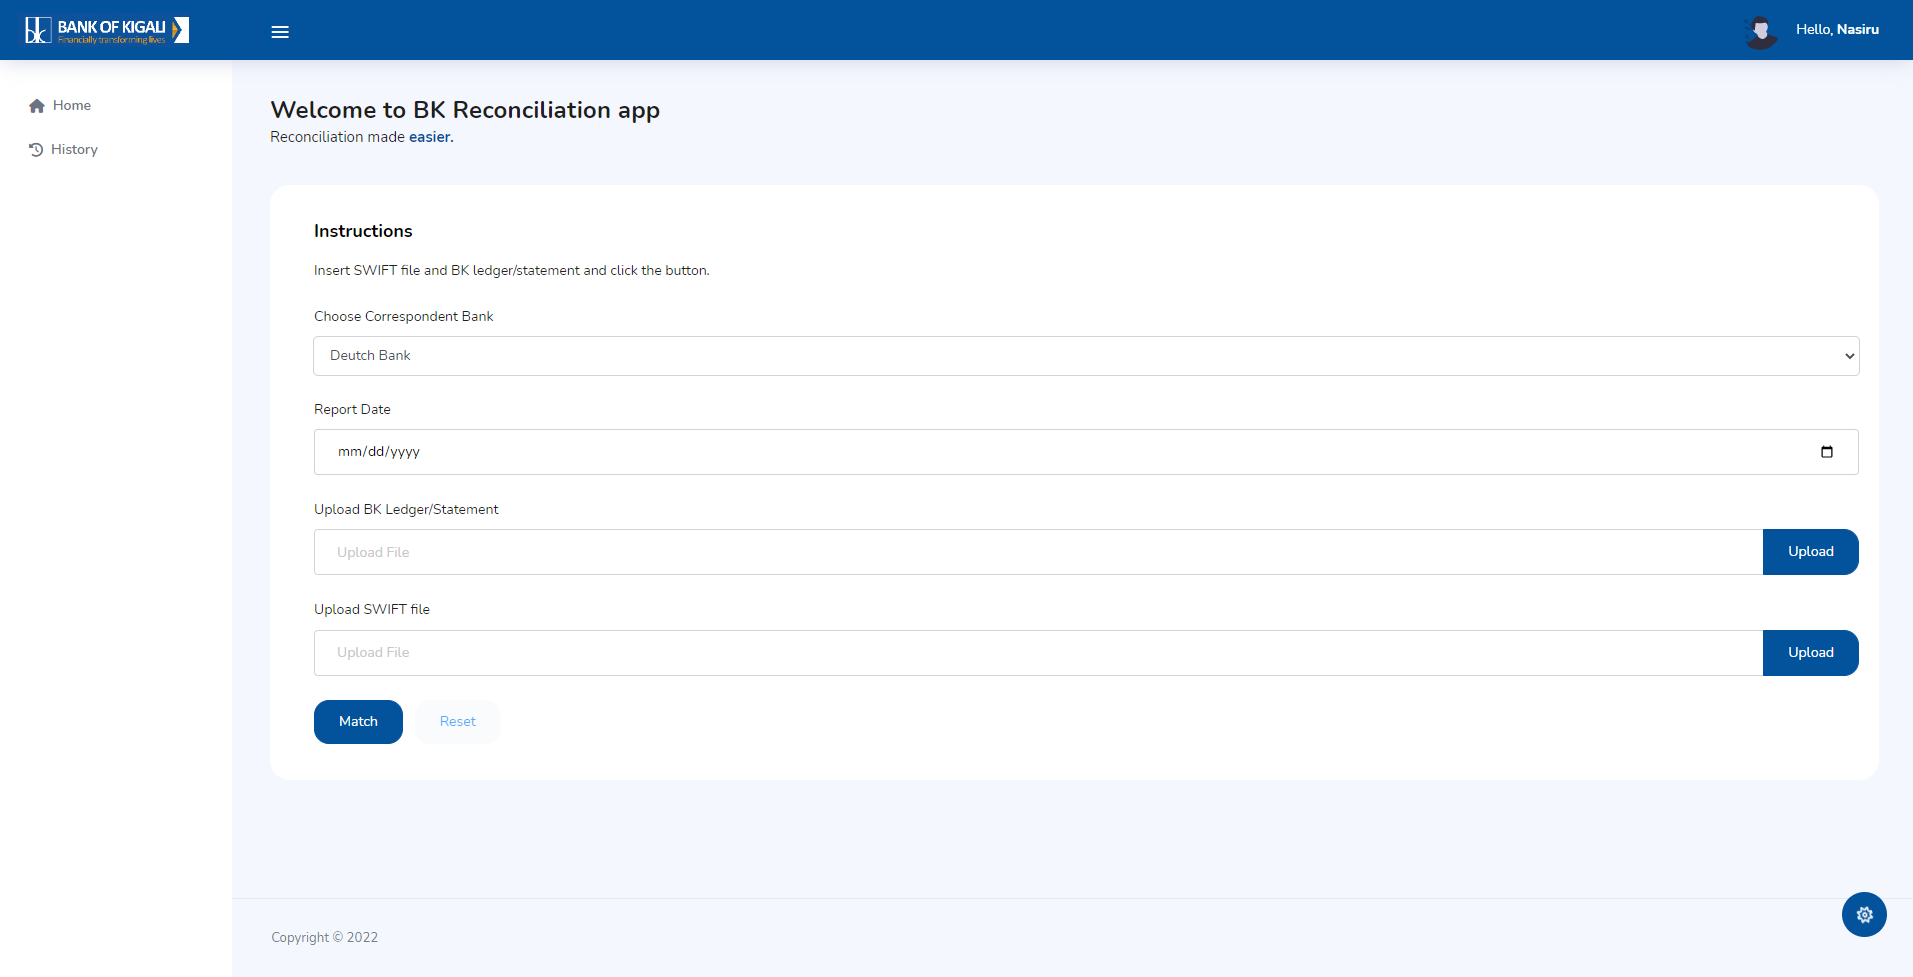 BANK OF KIGALI
Financially transforming lives
Hello, Nasiru
Home
History
Welcome to BK Reconciliation app
Reconciliation made easier.
Instructions
Insert SWIFT file and BK ledger/statement and click the button.
Choose Correspondent Bank
Deutch Bank
Report Date
mm/dd/yyyy
Upload BK Ledger/Statement
Upload File
Upload
Upload SWIFT file
Upload File
Upload
Match
Reset
Copyright © 2022